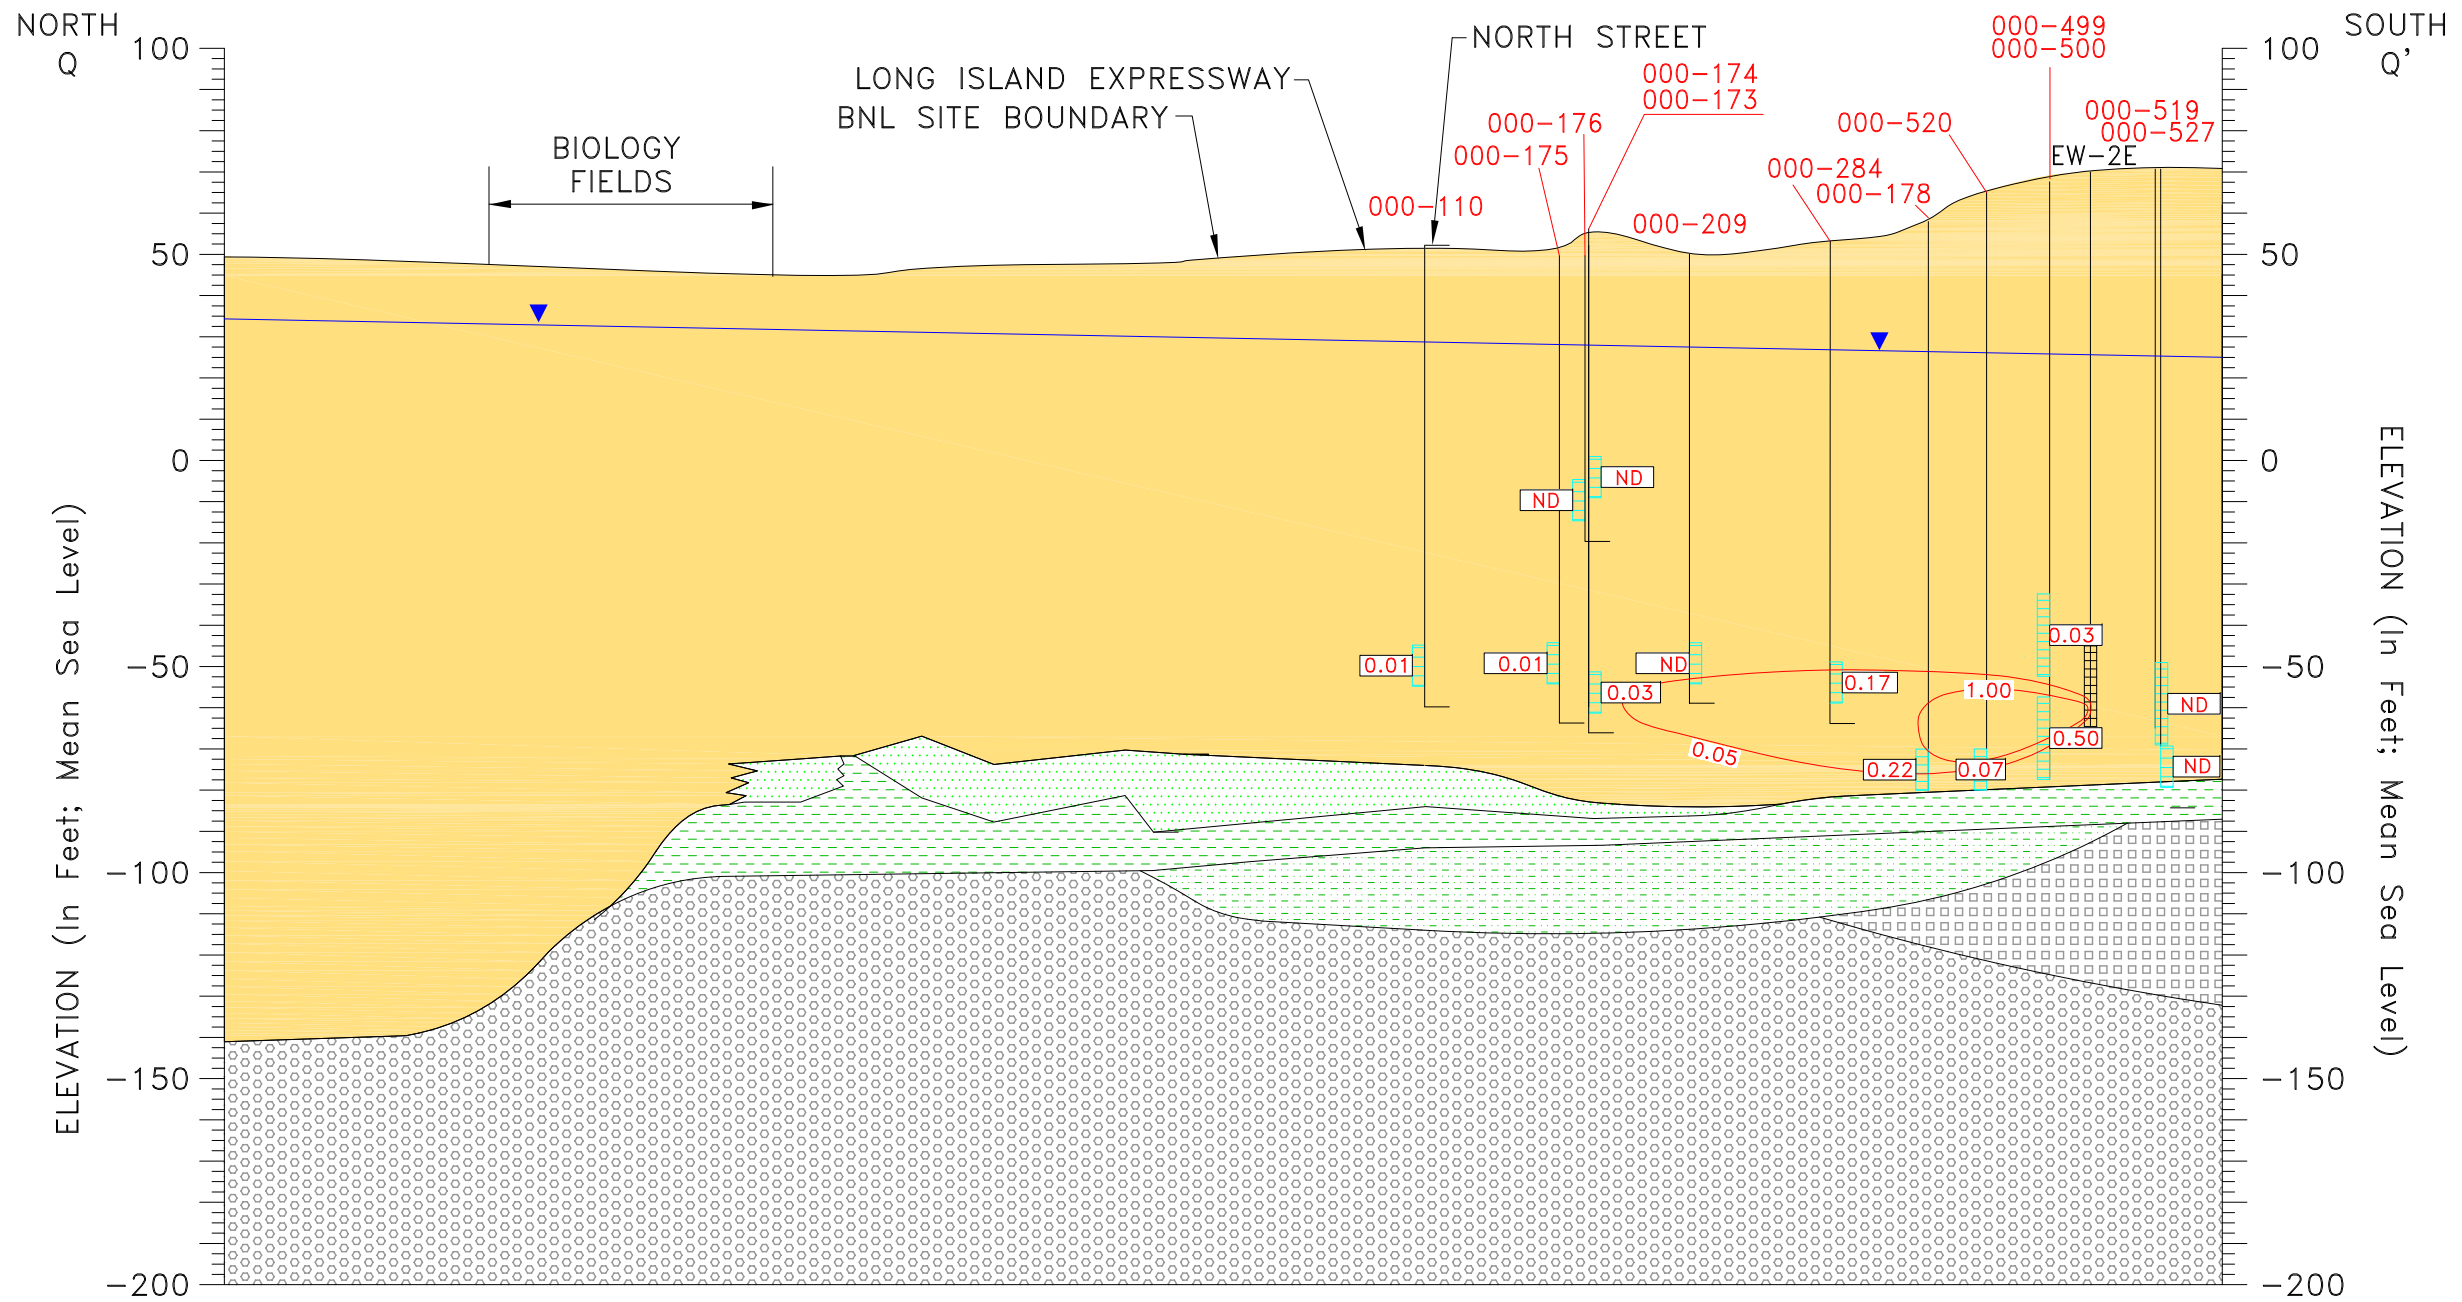 NORTH
Q
SOUTH
Q'
000-499
000-500
NORTH STREET
LONG ISLAND EXPRESSWAY
BNL SITE BOUNDARY
000-174
000-173
000-176
000-175
000-520
000-519
000-527
EW-2E
BIOLOGY
FIELDS
000-284
000-178
000-110
000-209
100
50
0
-50
-100
-150
-200
100
50
0
-50
-100
-150
-200
ELEVATION (In Feet; Mean Sea Level)
ELEVATION (In Feet; Mean Sea Level)
ND
ND
0.03
0.01
0.01
ND
0.03
0.17
1.00
ND
0.50
0.05
0.22
0.07
ND